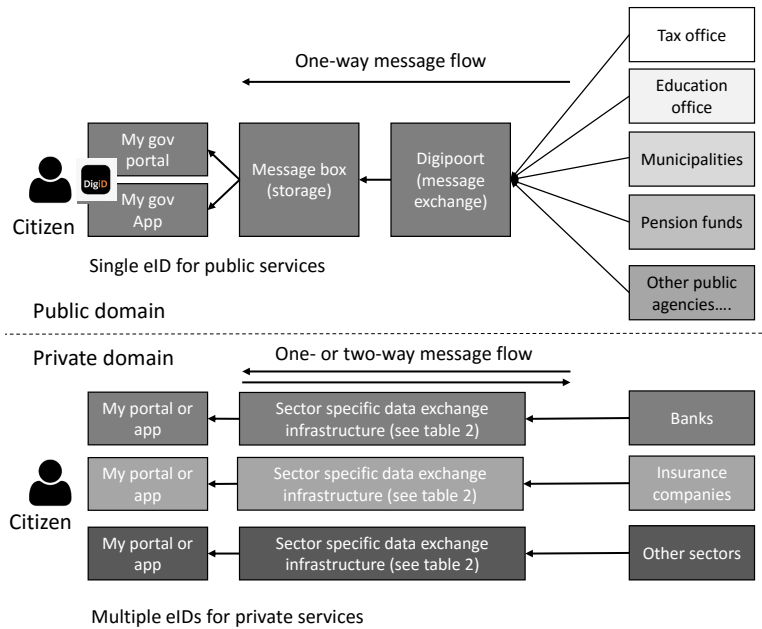 Tax office
One-way message flow
Education
office
My gov
portal
Message box
(storage)
Digipoort
(message
exchange)
Municipalities
DigiD
My gov
App
Citizen
Pension funds
Single eID for public services
Other public
agencies....
Public domain
Private domain
One- or two-way message flow
My portal or
app
Sector specific data exchange
infrastructure (see table 2)
Banks
My portal or
app
Sector specific data exchange
infrastructure (see table 2)
Insurance
companies
Citizen
My portal or
app
Sector specific data exchange
infrastructure (see table 2)
Other sectors
Multiple eIDs for private services